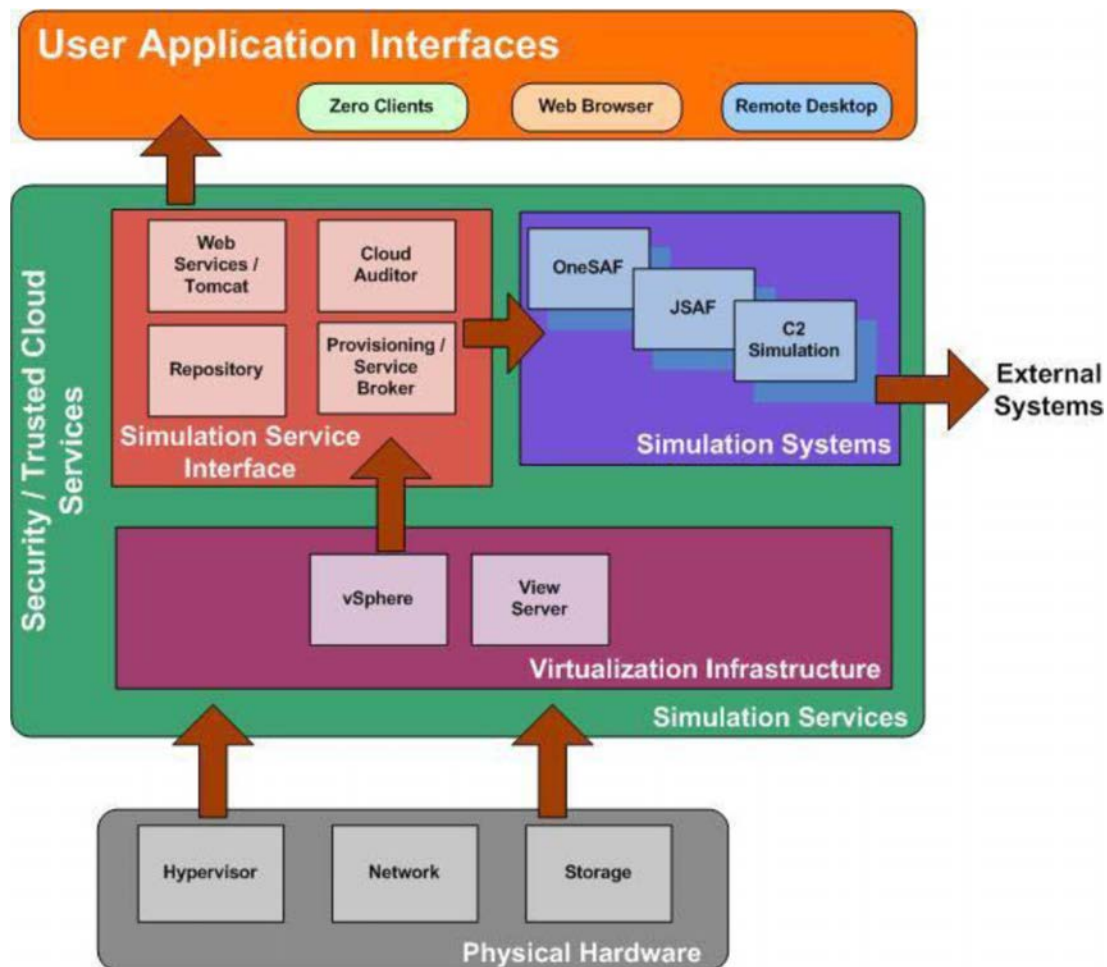 User Application Interfaces
Zero Clients
Web Browser
Remote Desktop
Security / Trusted Cloud
Services
Web
Services /
Tomcat
Cloud
Auditor
Repository
Provisioning /
Service
Broker
Simulation Service
Interface
OneSAF
JSAF
C2
Simulation
Simulation Systems
External
Systems
vSphere
View
Server
Virtualization Infrastructure
Simulation Services
Hypervisor
Network
Storage
Physical Hardware